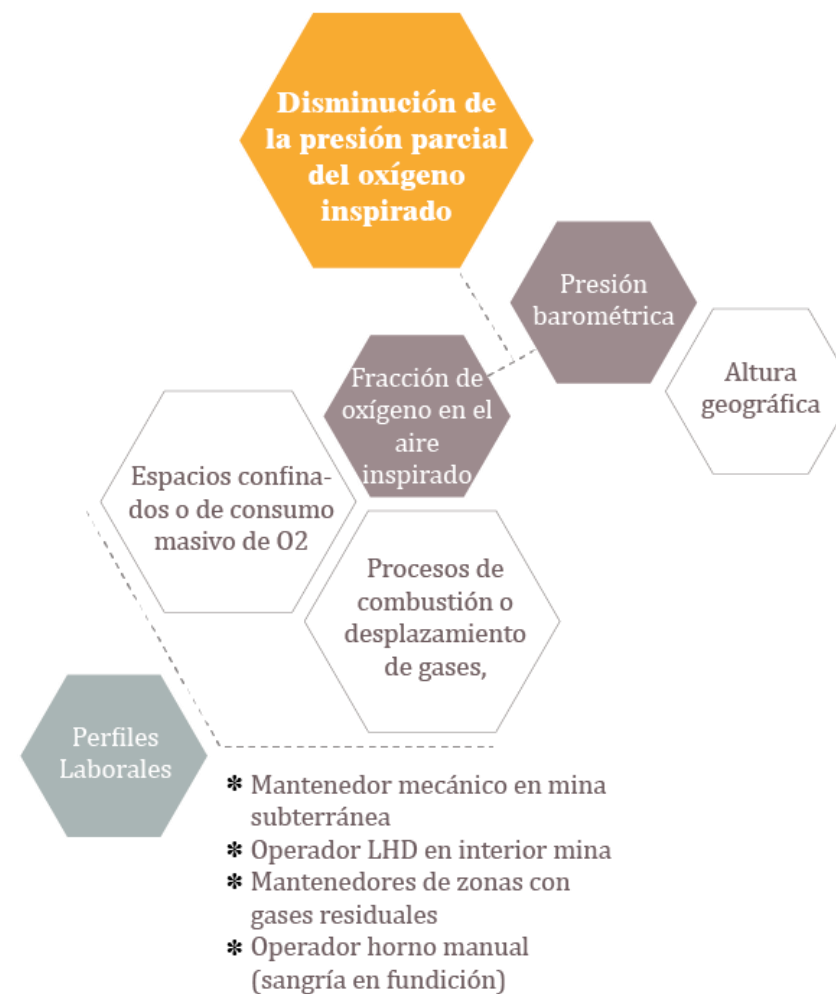 Disminución de
la presión parcial
del oxígeno
inspirado
Presión
barométrica
Altura
geográfica
Fracción de
oxígeno en el
aire
inspirado
Espacios confina-
dos o de consumo
masivo de O2
Procesos de
combustión o
desplazamiento
de gases,
Perfiles
Laborales
* Mantenedor mecánico en mina
subterránea
* Operador LHD en interior mina
* Mantenedores de zonas con
gases residuales
* Operador horno manual
(sangría en fundición)